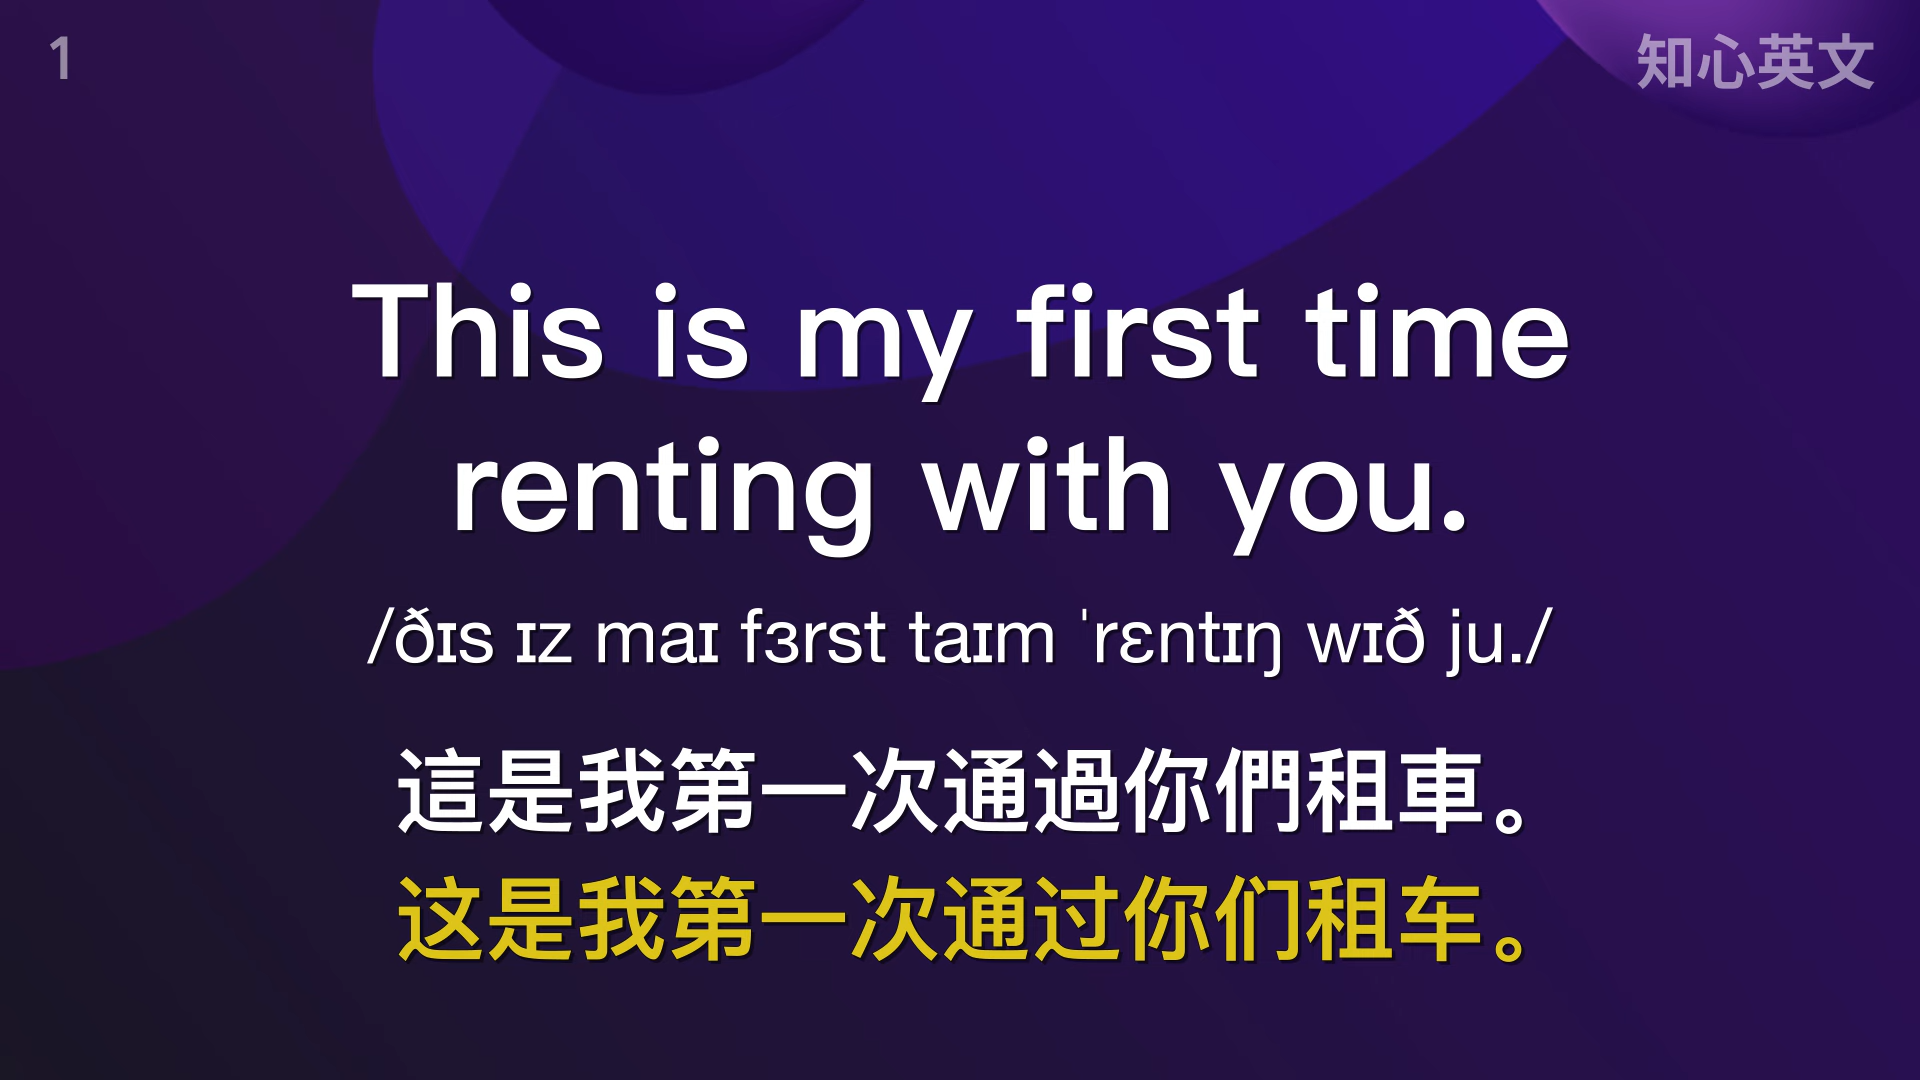 1
知心英文
This is my first time
renting with you.
/ðɪs ɪz maɪ fɜrst taɪm ˈrɛntɪŋ wɪð ju./
這是我第一次通過你們租車。
这是我第一次通过你们租车。